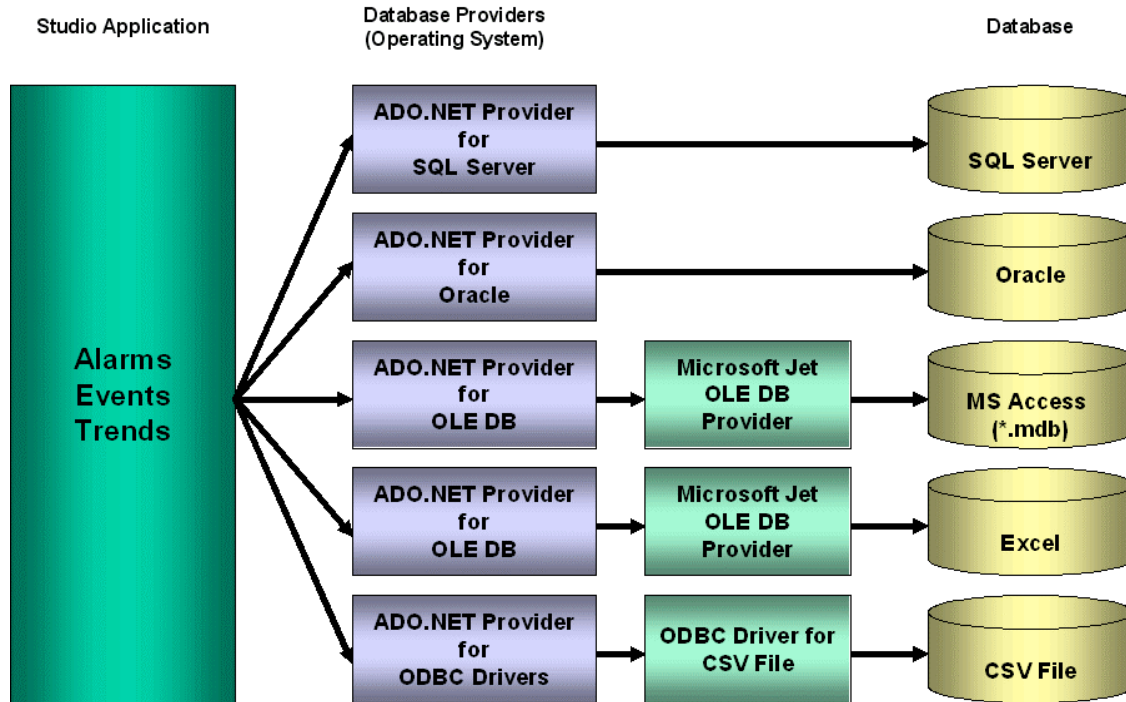 Studio Application
Database Providers
(Operating System)
Database
Alarms
Events
Trends
ADO.NET Provider
for
SQL Server
SQL Server
ADO.NET Provider
for
Oracle
Oracle
ADO.NET Provider
for
OLE DB
Microsoft Jet
OLE DB
Provider
MS Access
(*.mdb)
ADO.NET Provider
for
OLE DB
Microsoft Jet
OLE DB
Provider
Excel
ADO.NET Provider
for
ODBC Drivers
ODBC Driver for
CSV File
CSV File